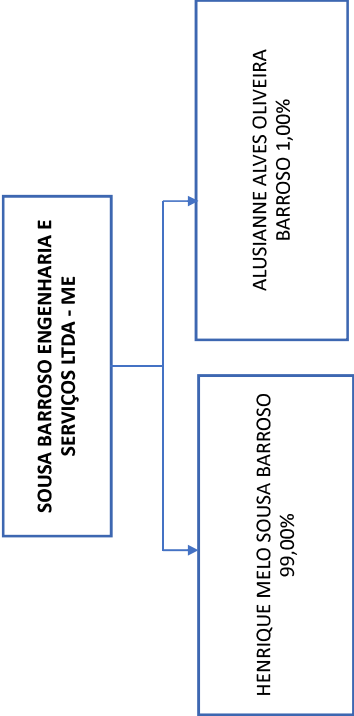 SOUSA BARROSO ENGENHARIA E
SERVIÇOS LTDA - ME
HENRIQUE MELO SOUSA BARROSO
99,00%
ALUSIANNE ALVES OLIVEIRA
BARROSO 1,00%